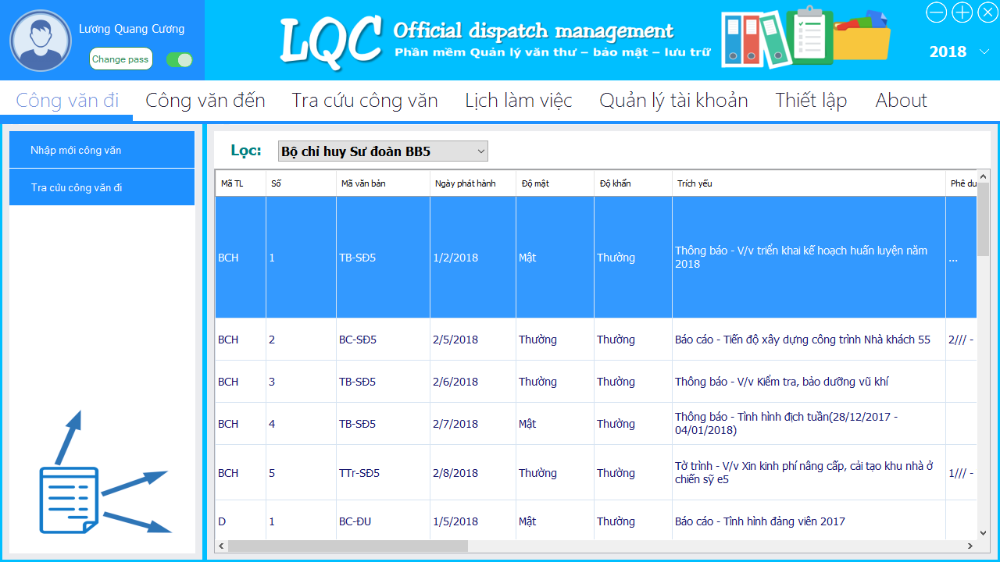 Lương Quang Cương
Change pass
LQC
Official dispatch management
Phần mềm Quản lý văn thư – bảo mật – lưu trữ
2018
Công văn đi Công văn đến Tra cứu công văn Lịch làm việc Quản lý tài khoản Thiết lập About
Nhập mới công văn
Tra cứu công văn đi
Lọc: Bộ chỉ huy Sư đoàn BB5
Mã TL Số Mã văn bản Ngày phát hành Độ mật Độ khẩn Trích yếu Phê du
BCH 1 TB-SĐ5 1/2/2018 Mật Thường Thông báo - V/v triển khai kế hoạch huấn luyện năm
2018 ...
BCH 2 BC-SĐ5 2/5/2018 Thường Thường Báo cáo - Tiến độ xây dựng công trình Nhà khách 55 2/// -
BCH 3 TB-SĐ5 2/6/2018 Thường Thường Thông báo - V/v Kiểm tra, bảo dưỡng vũ khí
BCH 4 TB-SĐ5 2/7/2018 Mật Thường Thông báo - Tình hình địch tuần(28/12/2017 -
04/01/2018)
BCH 5 TTr-SĐ5 2/8/2018 Thường Thường Tờ trình - V/v Xin kinh phí nâng cấp, cải tạo khu nhà ở
chiến sỹ e5 1/// -
D 1 BC-ĐU 1/5/2018 Mật Thường Báo cáo - Tình hình đảng viên 2017